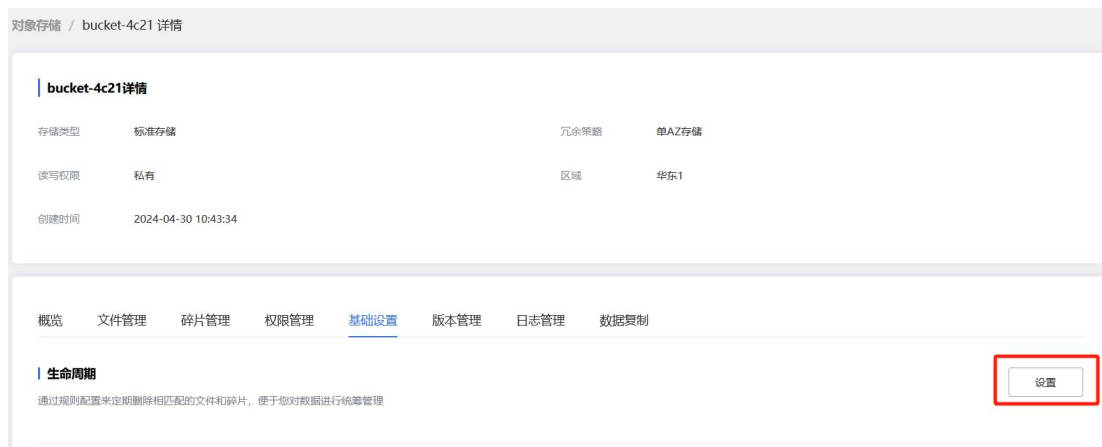 对象存储 / bucket-4c21 详情
bucket-4c21详情
存储类型 标准存储 冗余策略 单AZ存储
读写权限 私有 区域 华东1
创建时间 2024-04-30 10:43:34
概览 文件管理 碎片管理 权限管理 基础设置 版本管理 日志管理 数据复制
生命周期 设置
通过规则配置来定期删除相匹配的文件和碎片，便于您对数据进行统筹管理